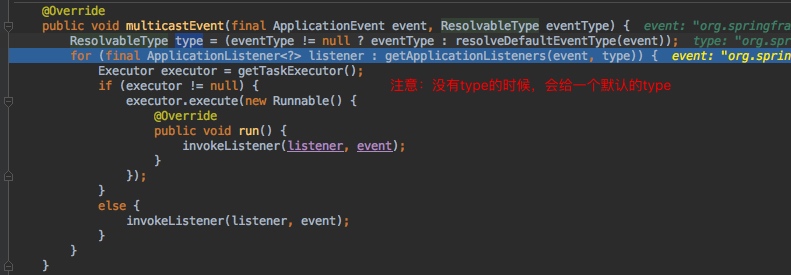 @Override
public void multicastEvent(final ApplicationEvent event, ResolvableType eventType) {  event: "org.springfra
ResolvableType type = (eventType != null ? eventType : resolveDefaultEventType(event));  type: "org.spr
for (final ApplicationListener<?> listener : getApplicationListeners(event, type)) {  event: "org.sprin
Executor executor = getTaskExecutor();
if (executor != null) {  注意：没有type的时候，会给一个默认的type
executor.execute(new Runnable() {
@Override
public void run() {
invokeListener(listener, event);
}
});
}
else {
invokeListener(listener, event);
}
}
}